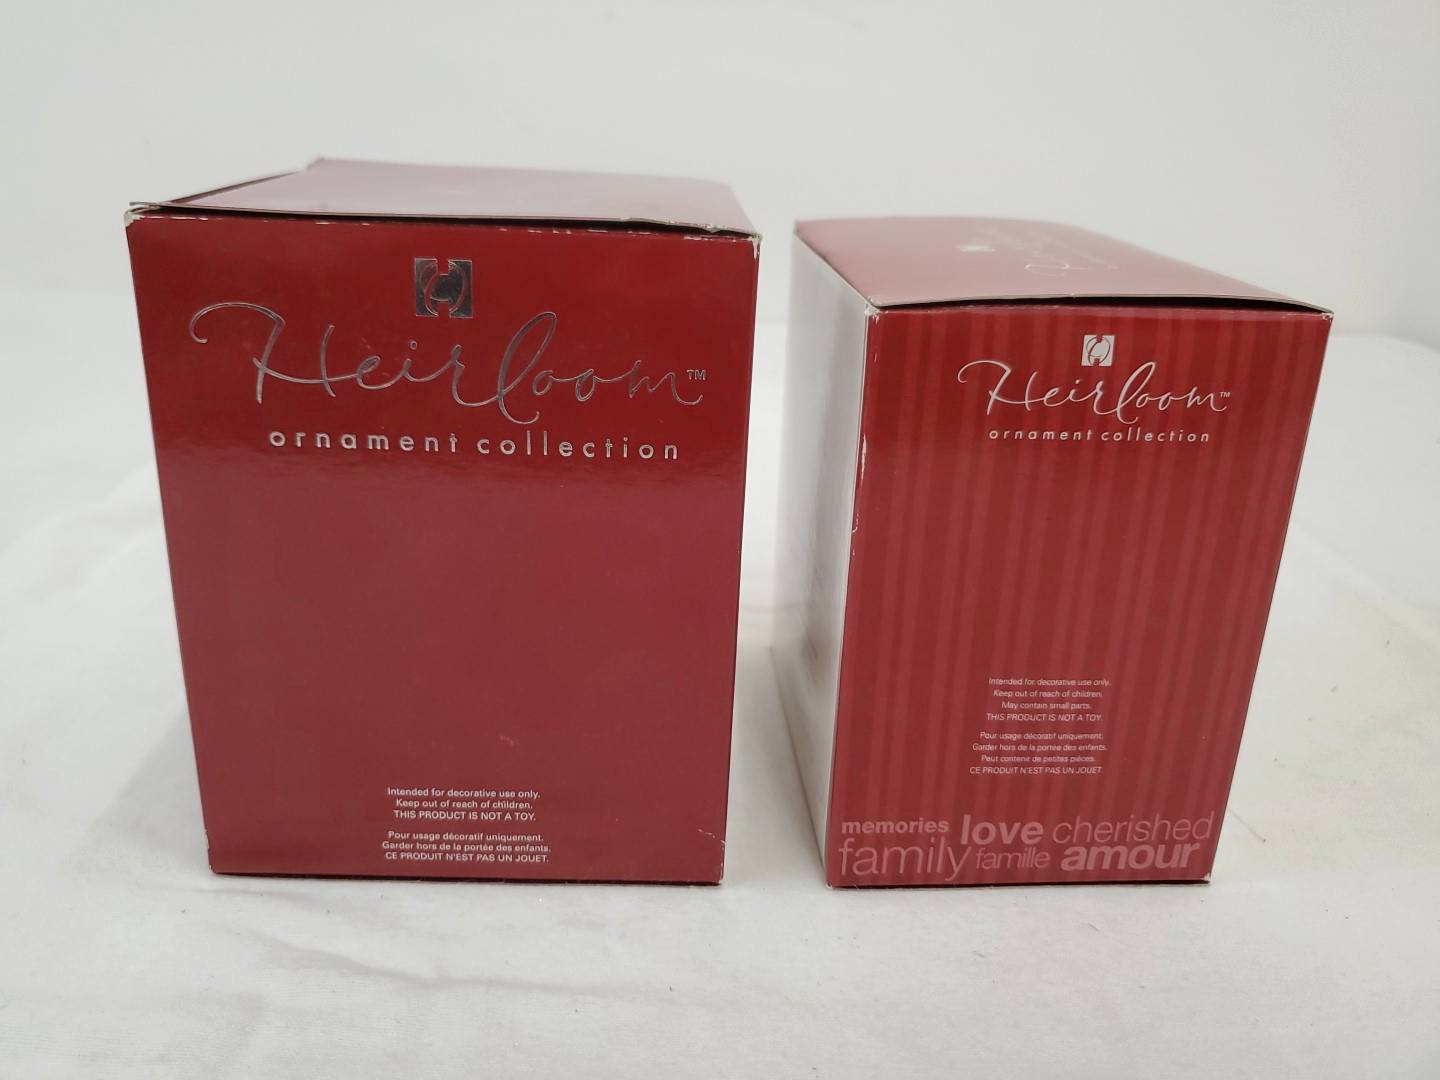 Heirloom™
ornament collection
Intended for decorative use only.
Keep out of reach of children.
THIS PRODUCT IS NOT A TOY.
Pour usage décoratif uniquement.
Garder hors de la portée des enfants.
CE PRODUIT N'EST PAS UN JOUET.
Heirloom™
ornament collection
Intended for decorative use only.
Keep out of reach of children.
May contain small parts.
THIS PRODUCT IS NOT A TOY.
Pour usage décoratif uniquement.
Garder hors de la portée des enfants.
Peut contenir de petites pièces.
CE PRODUIT N'EST PAS UN JOUET.
memories love cherished
family famille amour